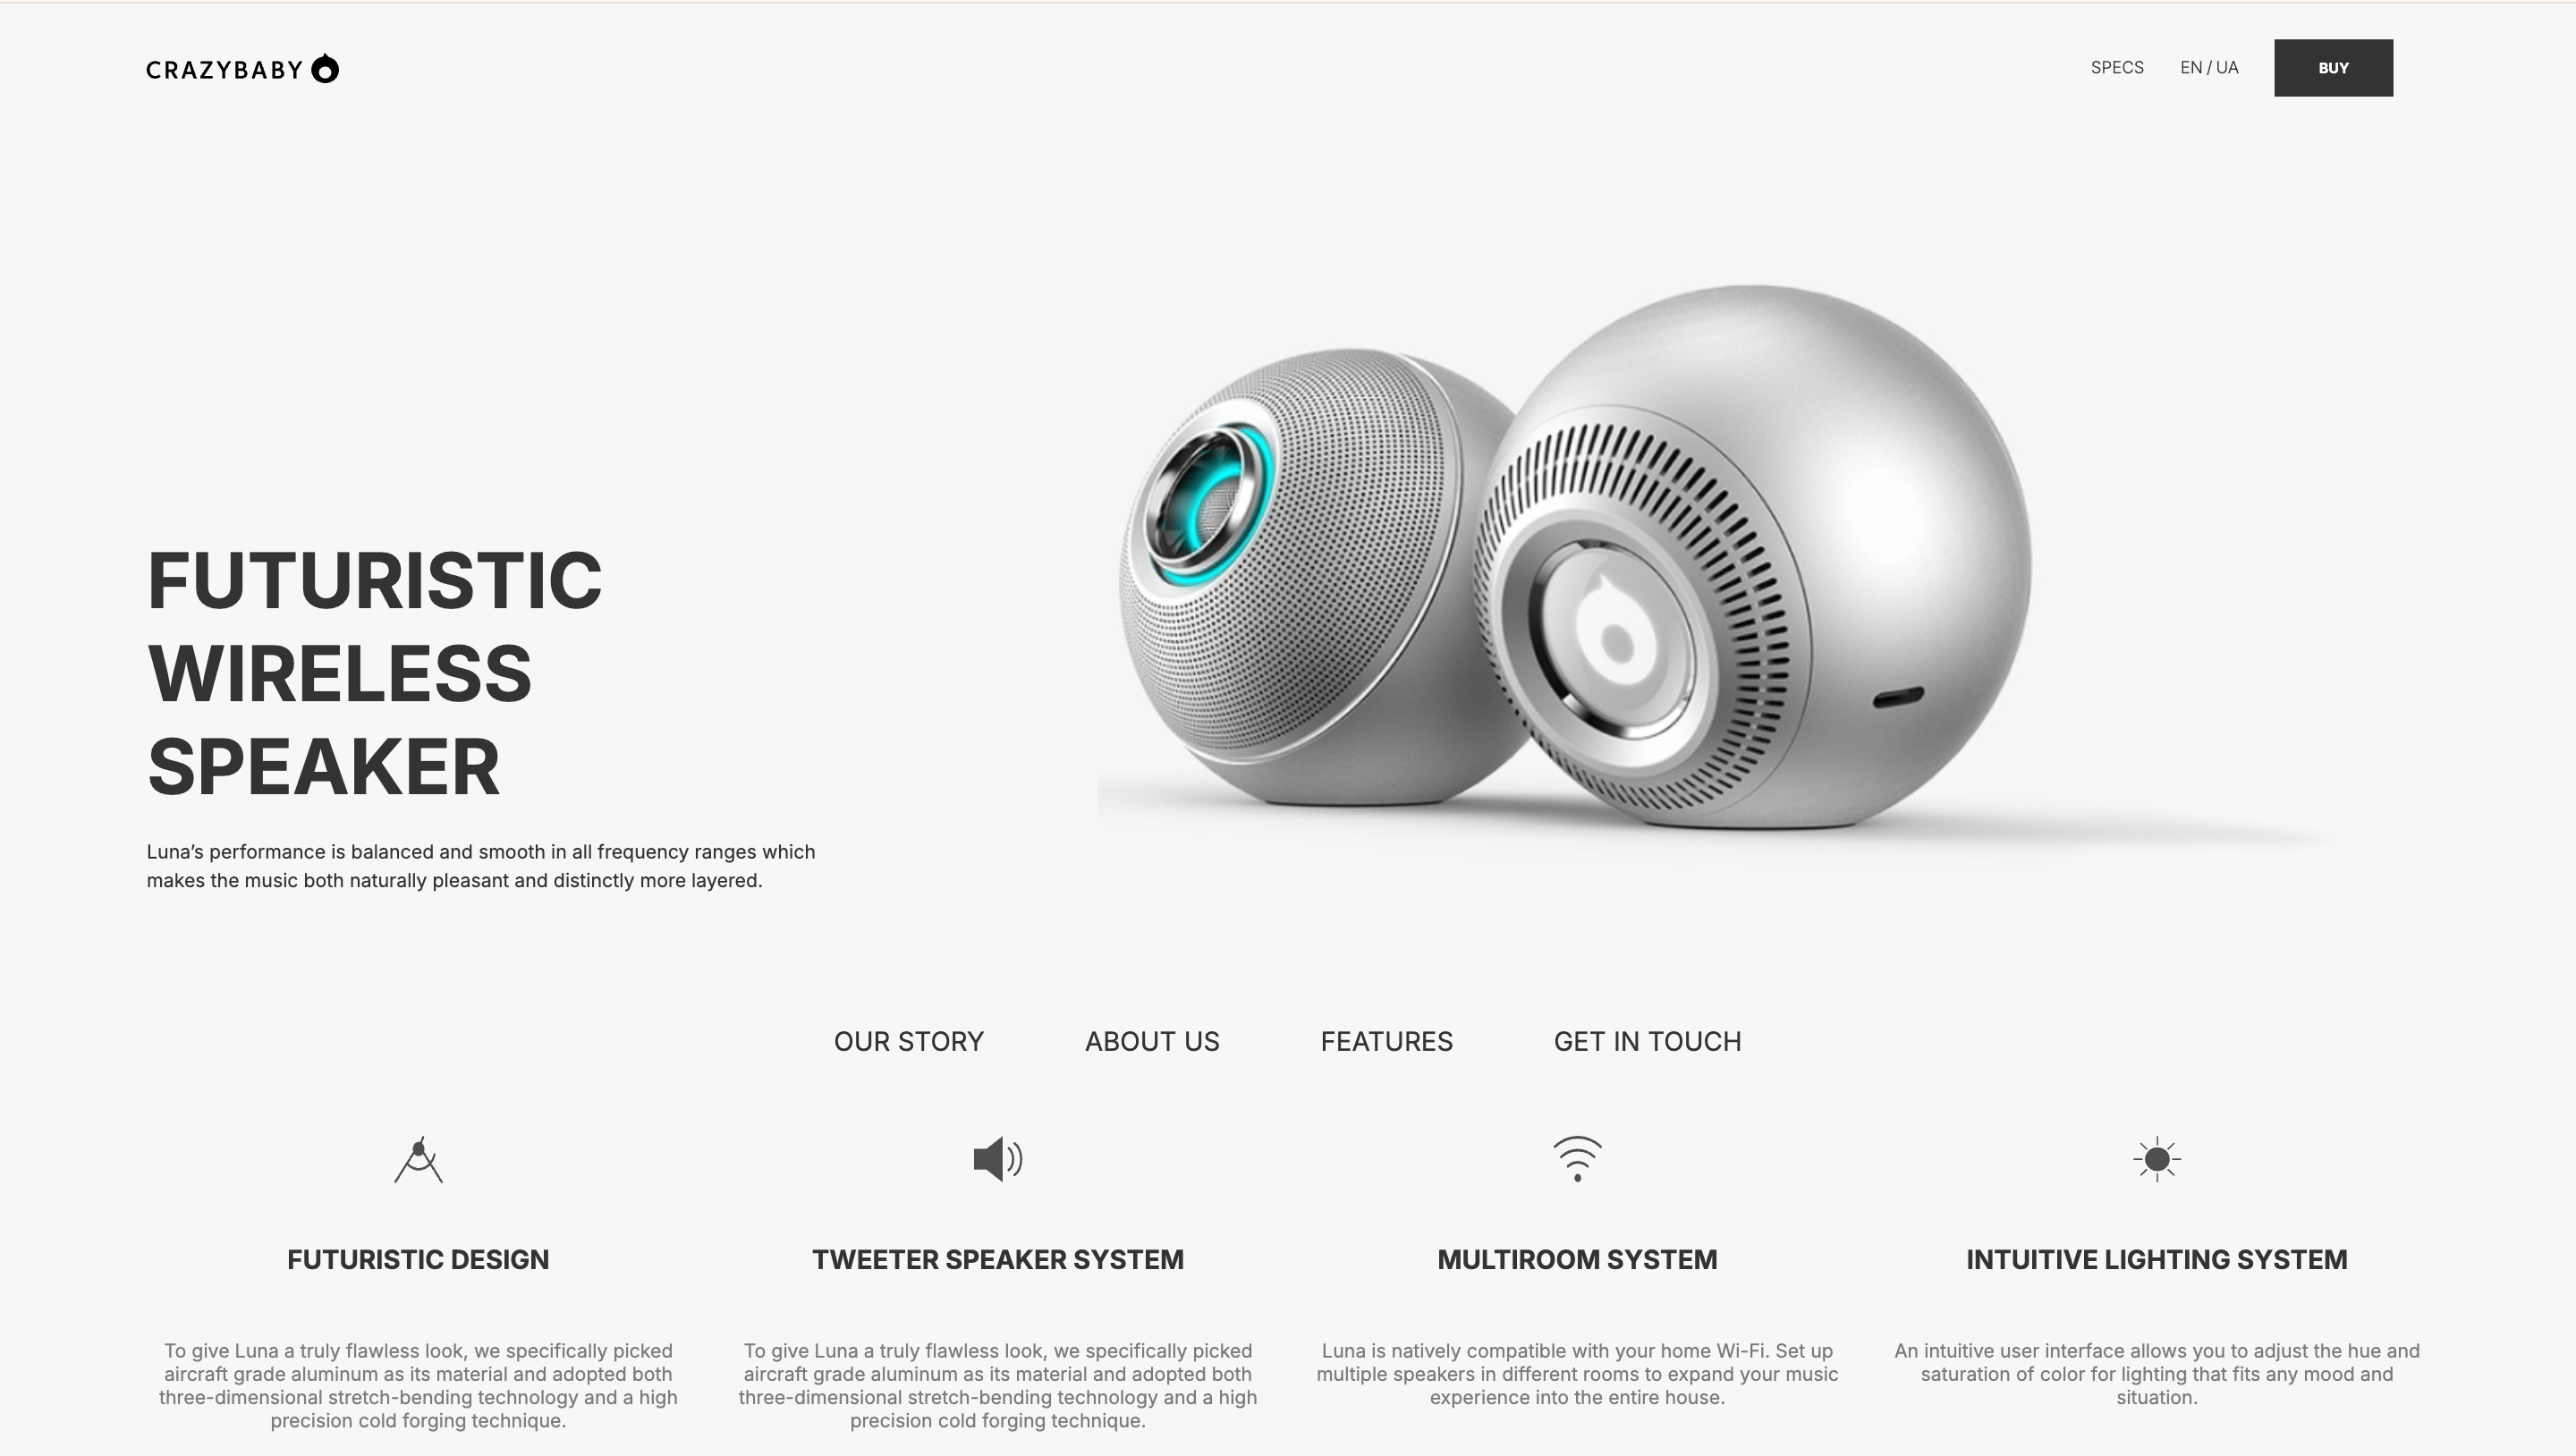 CRAZYBABY
SPECS
EN / UA
BUY
FUTURISTIC
WIRELESS
SPEAKER
Luna’s performance is balanced and smooth in all frequency ranges which
makes the music both naturally pleasant and distinctly more layered.
OUR STORY
ABOUT US
FEATURES
GET IN TOUCH
FUTURISTIC DESIGN
To give Luna a truly flawless look, we specifically picked
aircraft grade aluminum as its material and adopted both
three-dimensional stretch-bending technology and a high
precision cold forging technique.
TWEETER SPEAKER SYSTEM
To give Luna a truly flawless look, we specifically picked
aircraft grade aluminum as its material and adopted both
three-dimensional stretch-bending technology and a high
precision cold forging technique.
MULTIROOM SYSTEM
Luna is natively compatible with your home Wi-Fi. Set up
multiple speakers in different rooms to expand your music
experience into the entire house.
INTUITIVE LIGHTING SYSTEM
An intuitive user interface allows you to adjust the hue and
saturation of color for lighting that fits any mood and
situation.